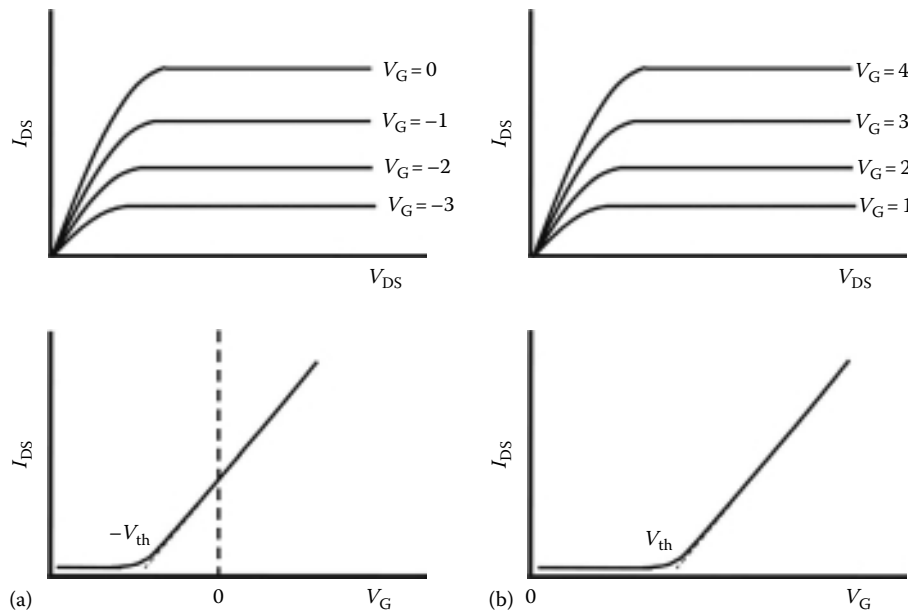 I_DS
V_G = 0
V_G = −1
V_G = −2
V_G = −3
V_DS
I_DS
V_G = 4
V_G = 3
V_G = 2
V_G = 1
V_DS
I_DS
−V_th
(a)
0
V_G
I_DS
V_th
(b)
0
V_G